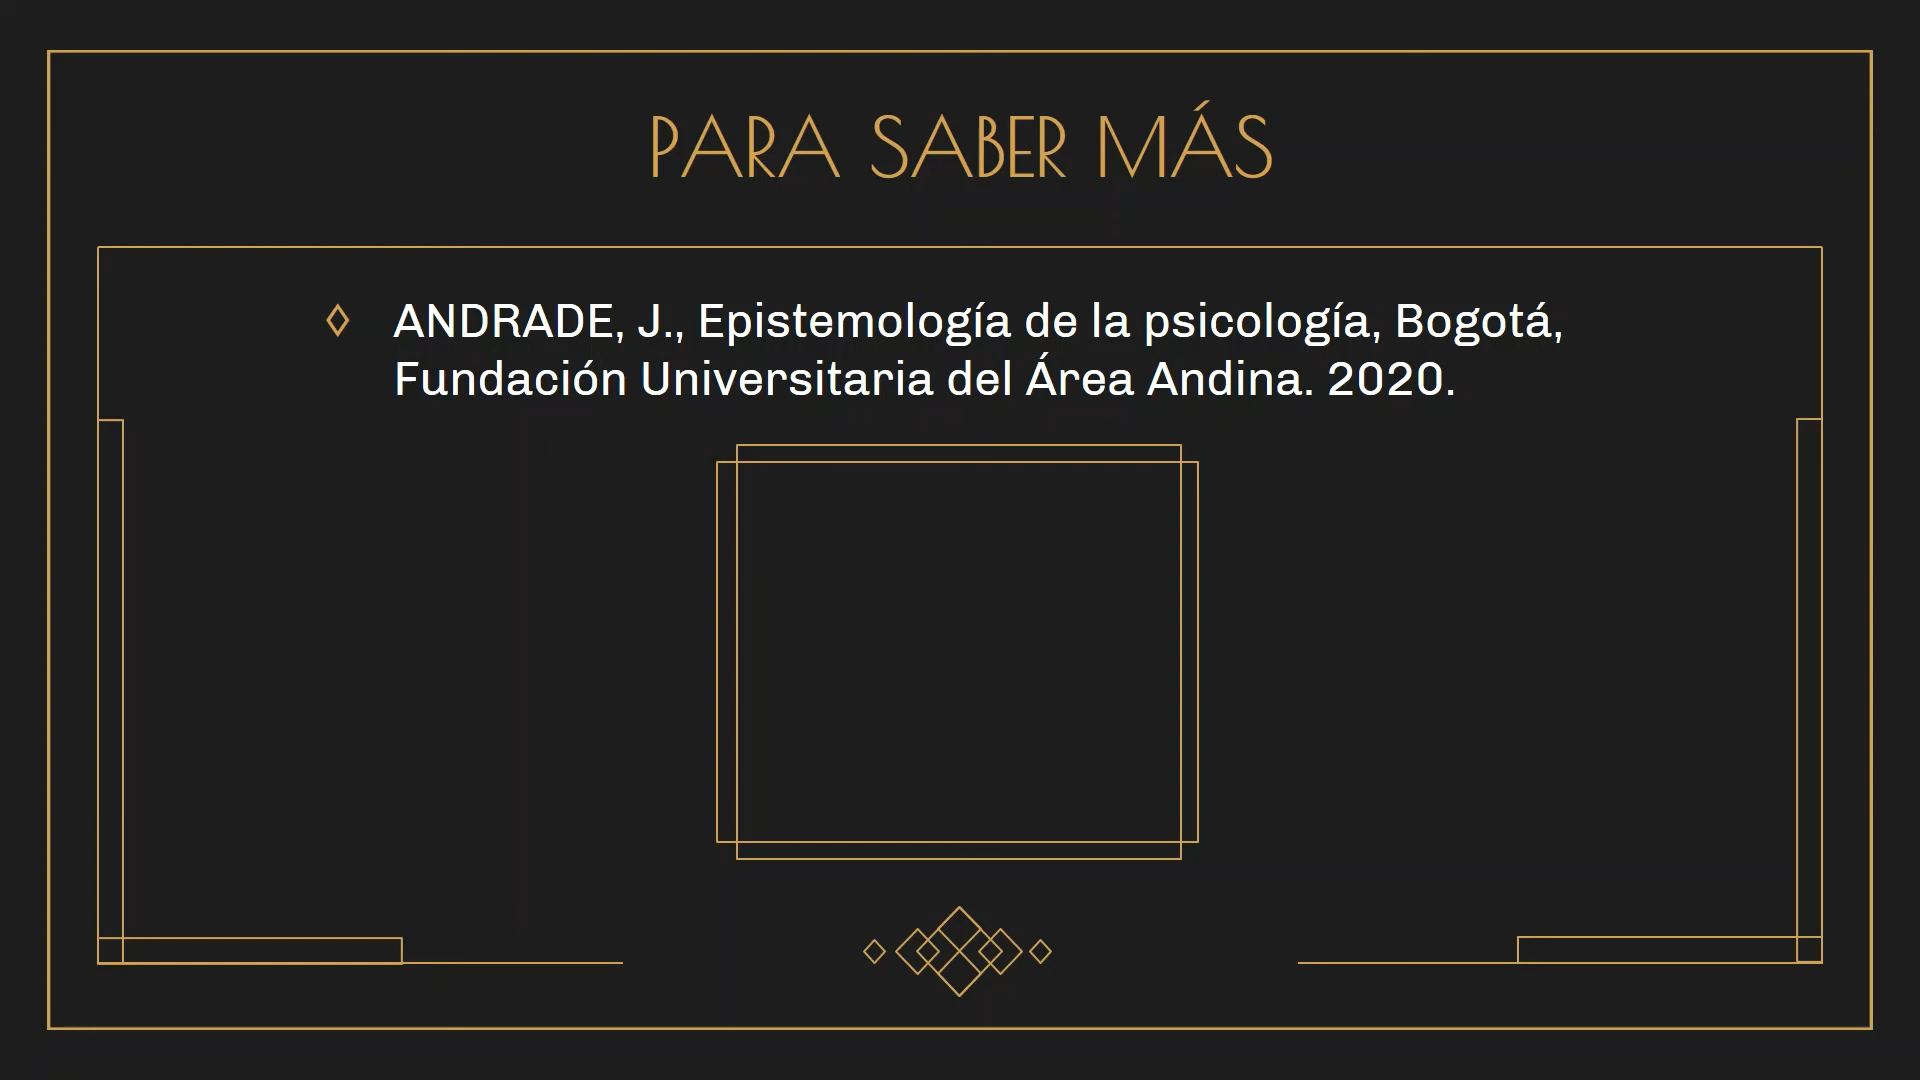 PARA SABER MÁS
ANDRADE, J., Epistemología de la psicología, Bogotá,
Fundación Universitaria del Área Andina. 2020.